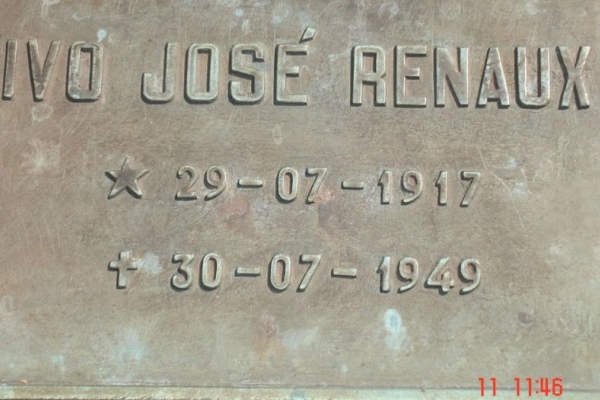 IVO JOSÉ RENAUX
★ 29-07-1917
✝ 30-07-1949
11 11:46